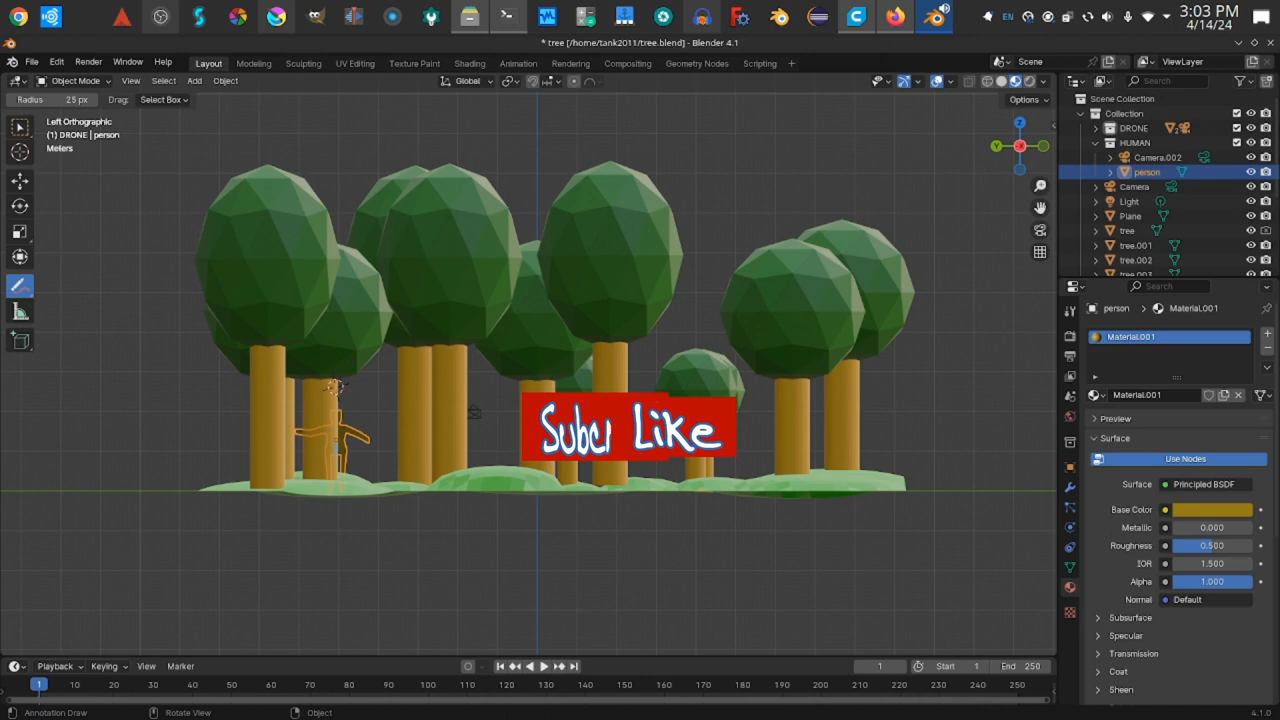 EN
3:03 PM
4/14/24
* tree [/home/tank2011/tree.blend] - Blender 4.1
File Edit Render Window Help
Layout Modeling Sculpting UV Editing Texture Paint Shading Animation Rendering Compositing Geometry Nodes Scripting +
Scene
ViewLayer
Object Mode View Select Add Object
Global
Search
Radius 25 px Drag: Select Box
Options
Left Orthographic
(1) DRONE | person
Meters
Z
Y
X
Scene Collection
Collection
DRONE 2
HUMAN
Camera.002
person
Camera
Light
Plane
tree
tree.001
tree.002
tree.003
Search
person > Material.001
Material.001
Material.001
Preview
Surface
Use Nodes
Surface Principled BSDF
Base Color
Metallic 0.000
Roughness 0.500
IOR 1.500
Alpha 1.000
Normal Default
Subsurface
Specular
Transmission
Coat
Sheen
Subcr Like
Playback Keying View Marker
1 Start 1 End 250
1 10 20 30 40 50 60 70 80 90 100 110 120 130 140 150 160 170 180 190 200 210 220 230 240 250
Annotation Draw Rotate View Object
4.1.0